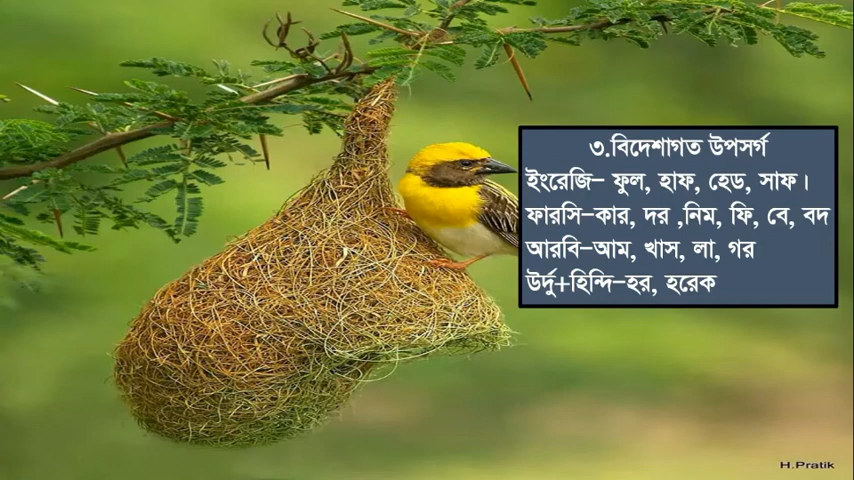 ৩.বিদেশাগত উপসর্গ
ইংরেজি– ফুল, হাফ, হেড, সাফ।
ফারসি–কার, দর ,নিম, ফি, বে, বদ
আরবি–আম, খাস, লা, গর
উর্দু+হিন্দি–হর, হরেক
H.Pratik